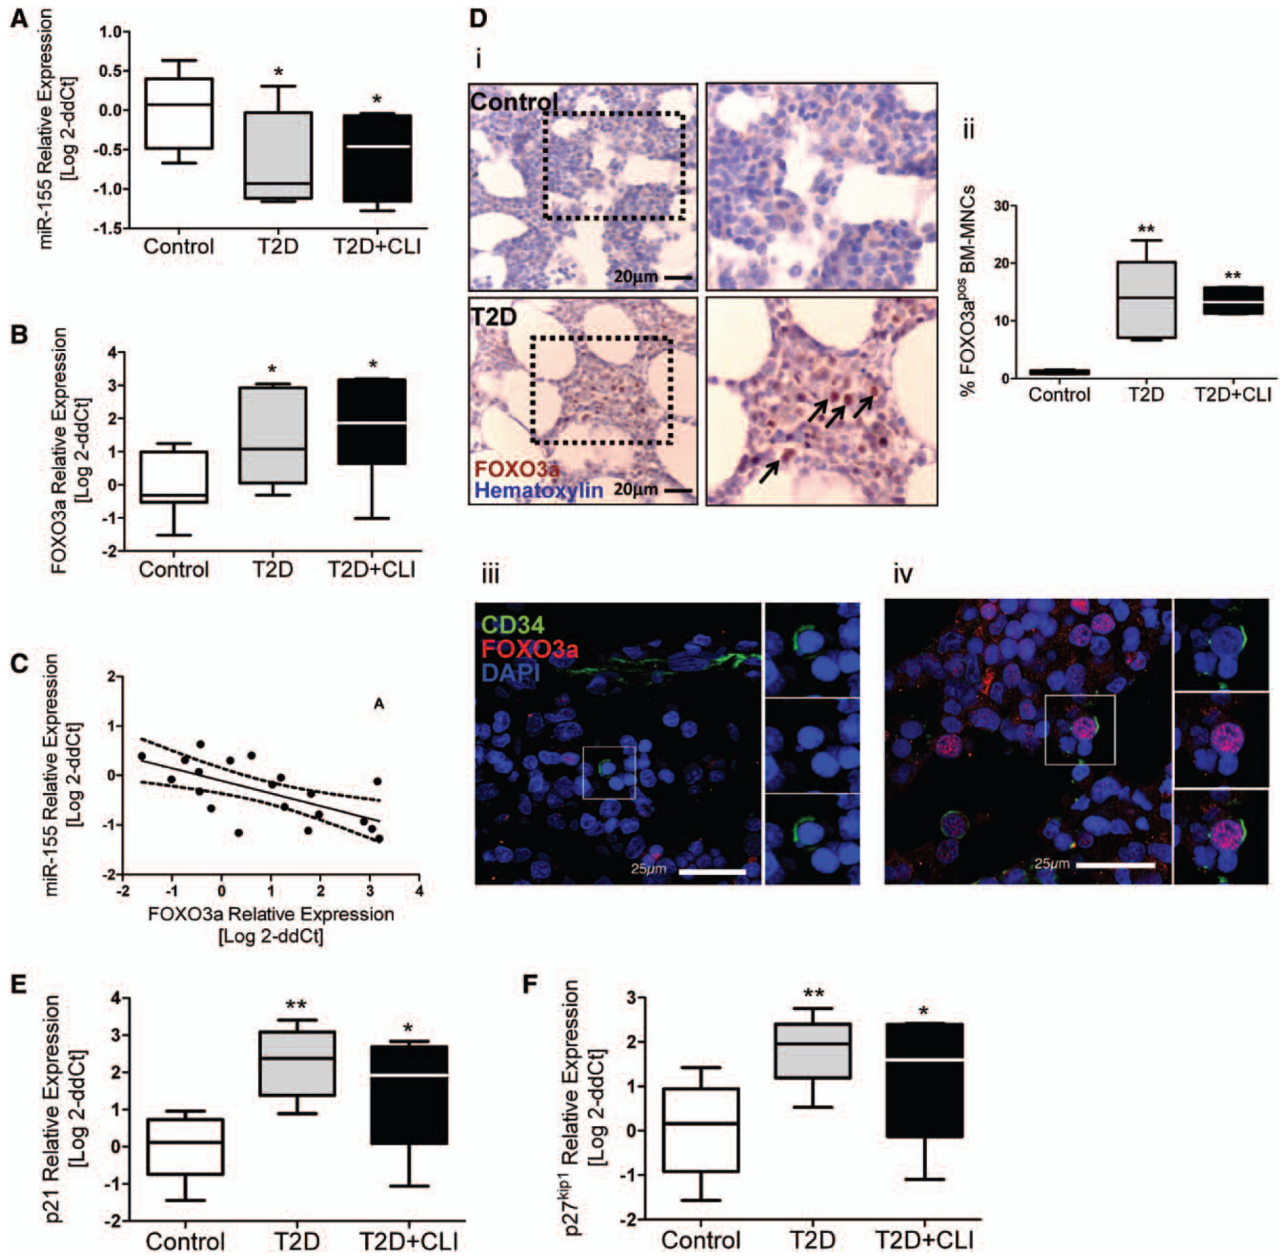 A
miR-155 Relative Expression
[Log 2-ddCt]
1.0
0.5
0.0
-0.5
-1.0
-1.5
*
*
Control
T2D
T2D+CLI
B
FOXO3a Relative Expression
[Log 2-ddCt]
4
3
2
1
0
-1
-2
*
*
Control
T2D
T2D+CLI
C
miR-155 Relative Expression
[Log 2-ddCt]
2
1
0
-1
-2
A
-2
-1
0
1
2
3
4
FOXO3a Relative Expression
[Log 2-ddCt]
D
i
Control
20µm
T2D
FOXO3a
Hematoxylin
20µm
ii
% FOXO3a^pos BM-MNCs
30
20
10
0
**
**
Control
T2D
T2D+CLI
iii
CD34
FOXO3a
DAPI
25µm
iv
25µm
E
p21 Relative Expression
[Log 2-ddCt]
4
3
2
1
0
-1
-2
**
*
Control
T2D
T2D+CLI
F
p27^kip1 Relative Expression
[Log 2-ddCt]
3
2
1
0
-1
-2
**
*
Control
T2D
T2D+CLI